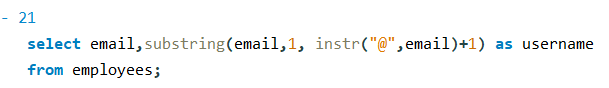 - 21
select email,substring(email,1, instr("@",email)+1) as username
from employees;